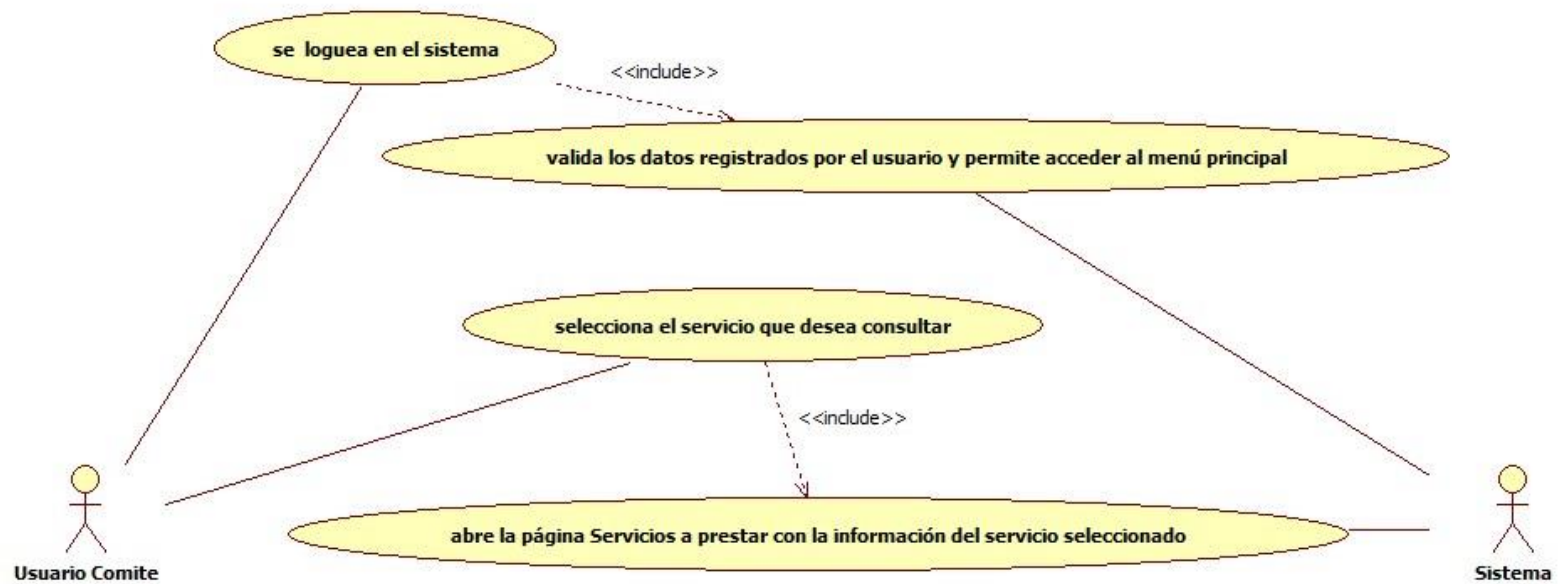 se loguea en el sistema
<<include>>
valida los datos registrados por el usuario y permite acceder al menú principal
selecciona el servicio que desea consultar
<<include>>
abre la página Servicios a prestar con la información del servicio seleccionado
Usuario Comite
Sistema